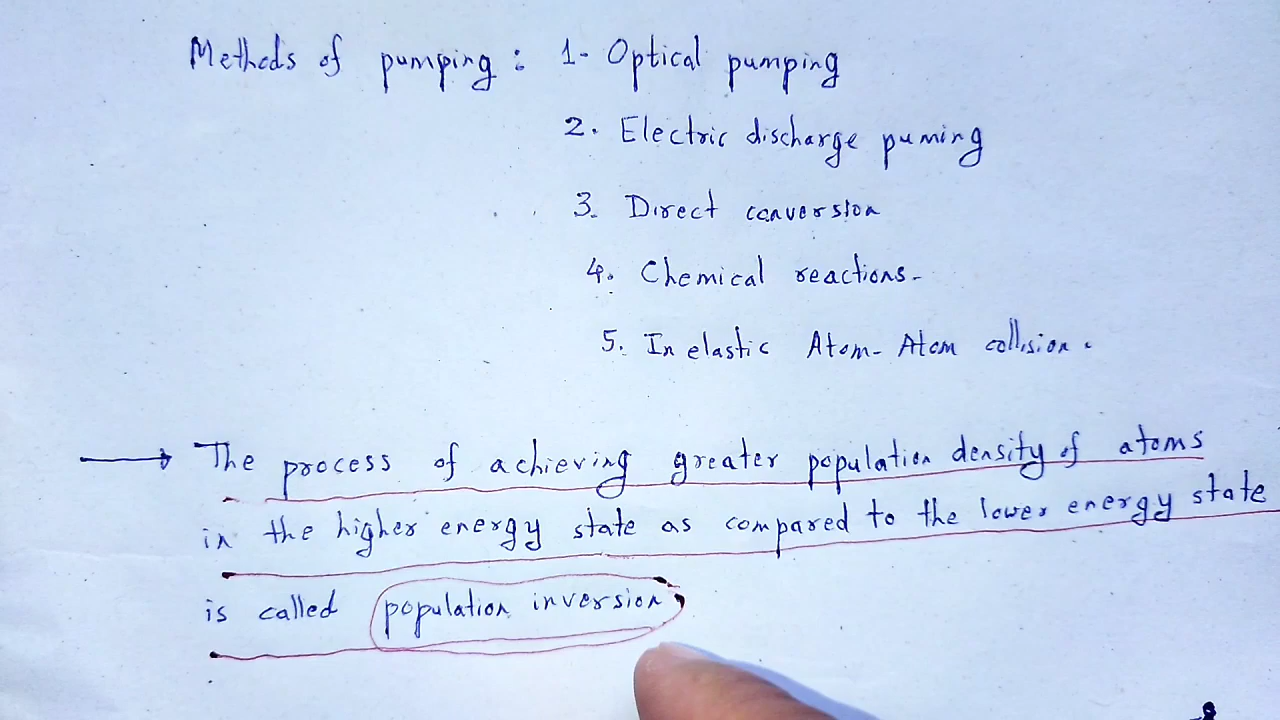 Methods of pumping : 1- Optical pumping
2. Electric discharge puming
3. Direct conversion
4. Chemical reactions-
5. In elastic Atom- Atom collision.
The process of achieving greater population density of atoms
in the higher energy state as compared to the lower energy state
is called population inversion